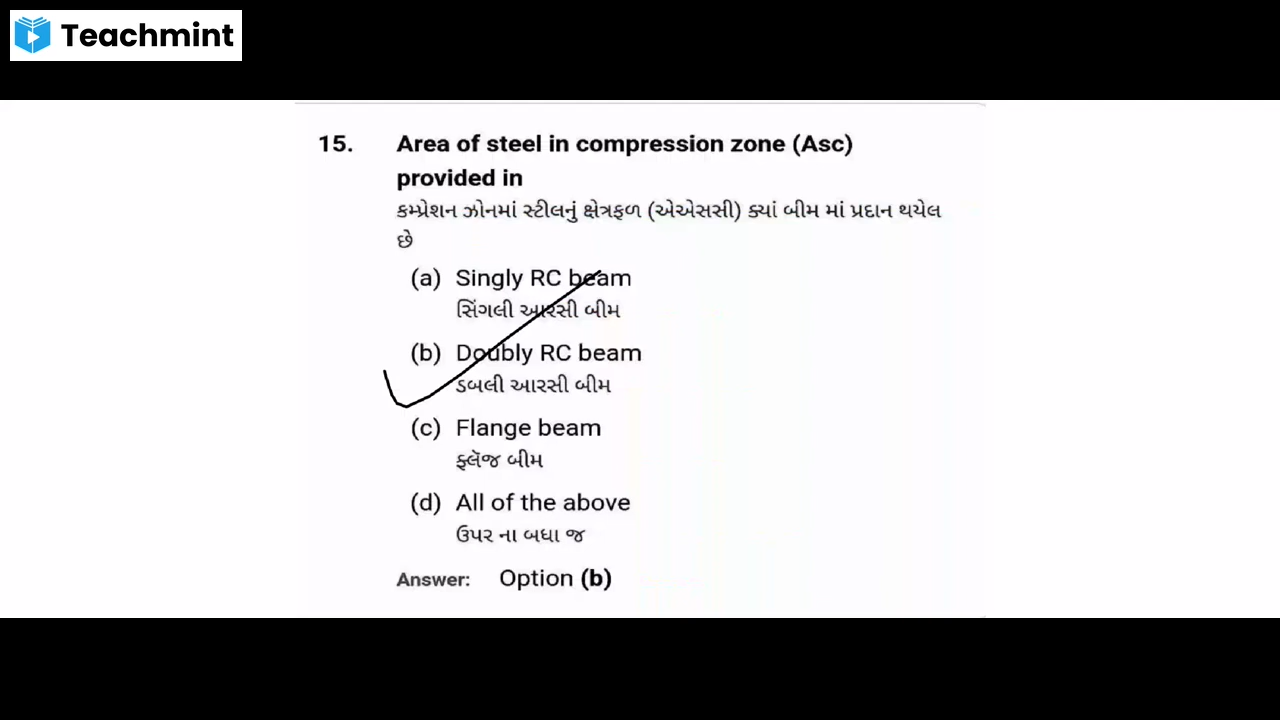 Teachmint
15. Area of steel in compression zone (Asc)
provided in
કમ્પ્રેશન ઝોનમાં સ્ટીલનું ક્ષેત્રફળ (એએસસી) ક્યાં બીમ માં પ્રદાન થયેલ
છે
(a) Singly RC beam
સિંગલી આરસી બીમ
(b) Doubly RC beam
ડબલી આરસી બીમ
(c) Flange beam
ફ્લૅજ બીમ
(d) All of the above
ઉપર ના બધા જ
Answer: Option (b)